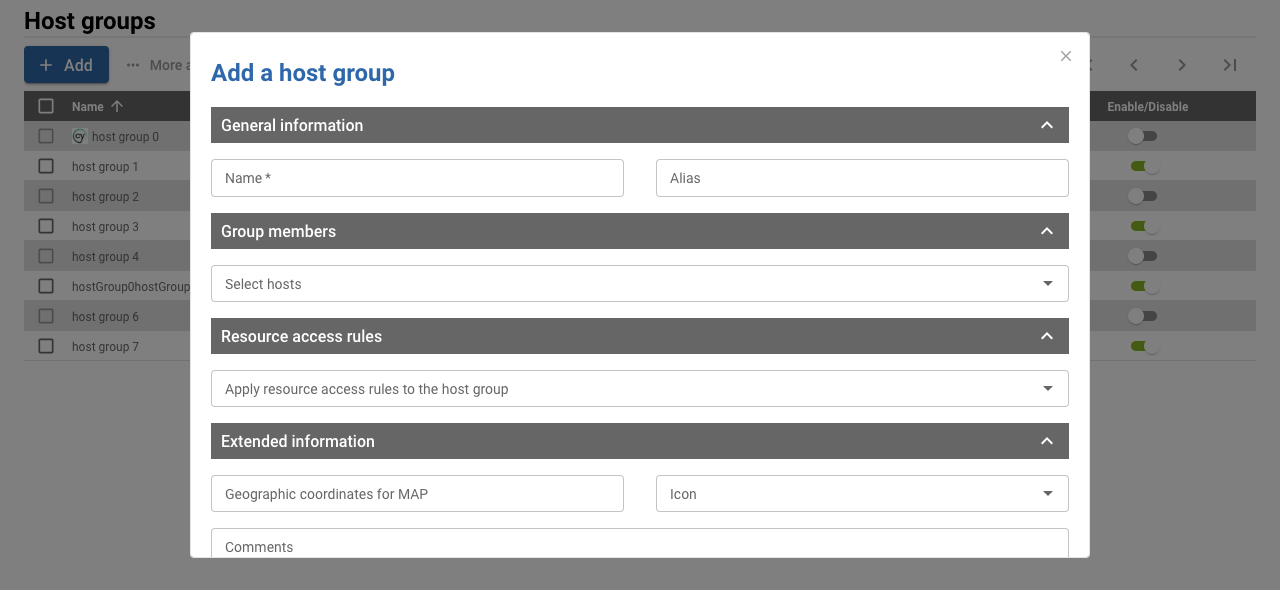 Host groups
Add
More a
Add a host group
Name
Enable/Disable
General information
cy host group 0
host group 1
Name *
Alias
host group 2
host group 3
Group members
host group 4
hostGroup0hostGroup
Select hosts
host group 6
Resource access rules
host group 7
Apply resource access rules to the host group
Extended information
Geographic coordinates for MAP
Icon
Comments